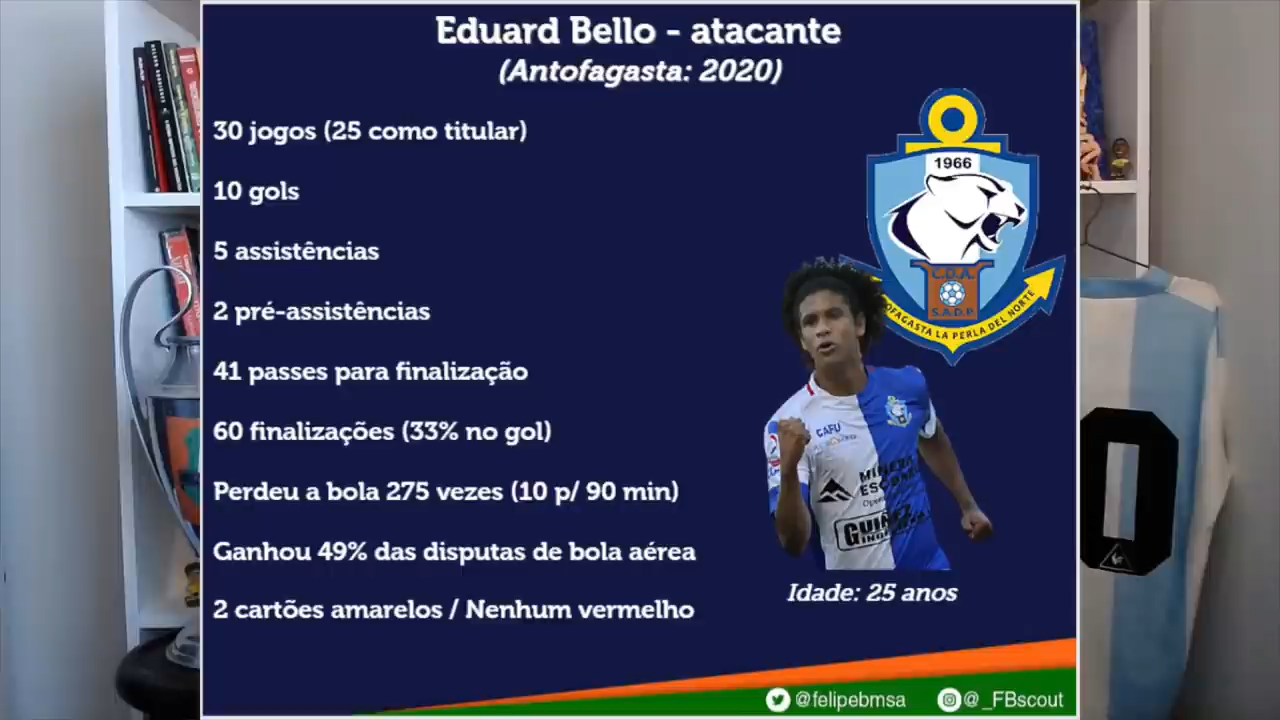 Eduard Bello - atacante
(Antofagasta: 2020)
30 jogos (25 como titular)
10 gols
5 assistências
2 pré-assistências
41 passes para finalização
60 finalizações (33% no gol)
Perdeu a bola 275 vezes (10 p/ 90 min)
Ganhou 49% das disputas de bola aérea
2 cartões amarelos / Nenhum vermelho
1966
C.D.A.
S.A.D.P.
OFAGASTA LA PERLA DEL NORTE
CAFU
Idade: 25 anos
@felipebmsa
@_FBscout
0